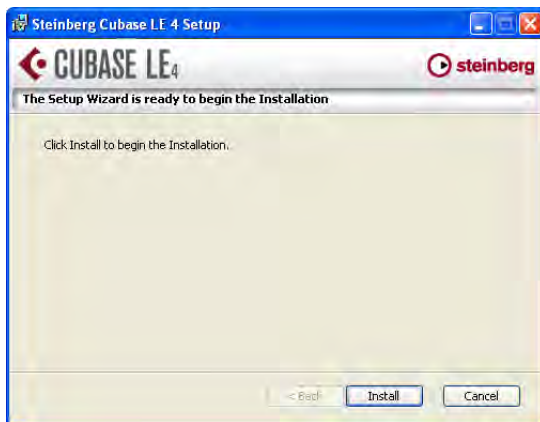 Steinberg Cubase LE 4 Setup
CUBASE LE4
steinberg
The Setup Wizard is ready to begin the Installation
Click Install to begin the Installation.
< Back
Install
Cancel